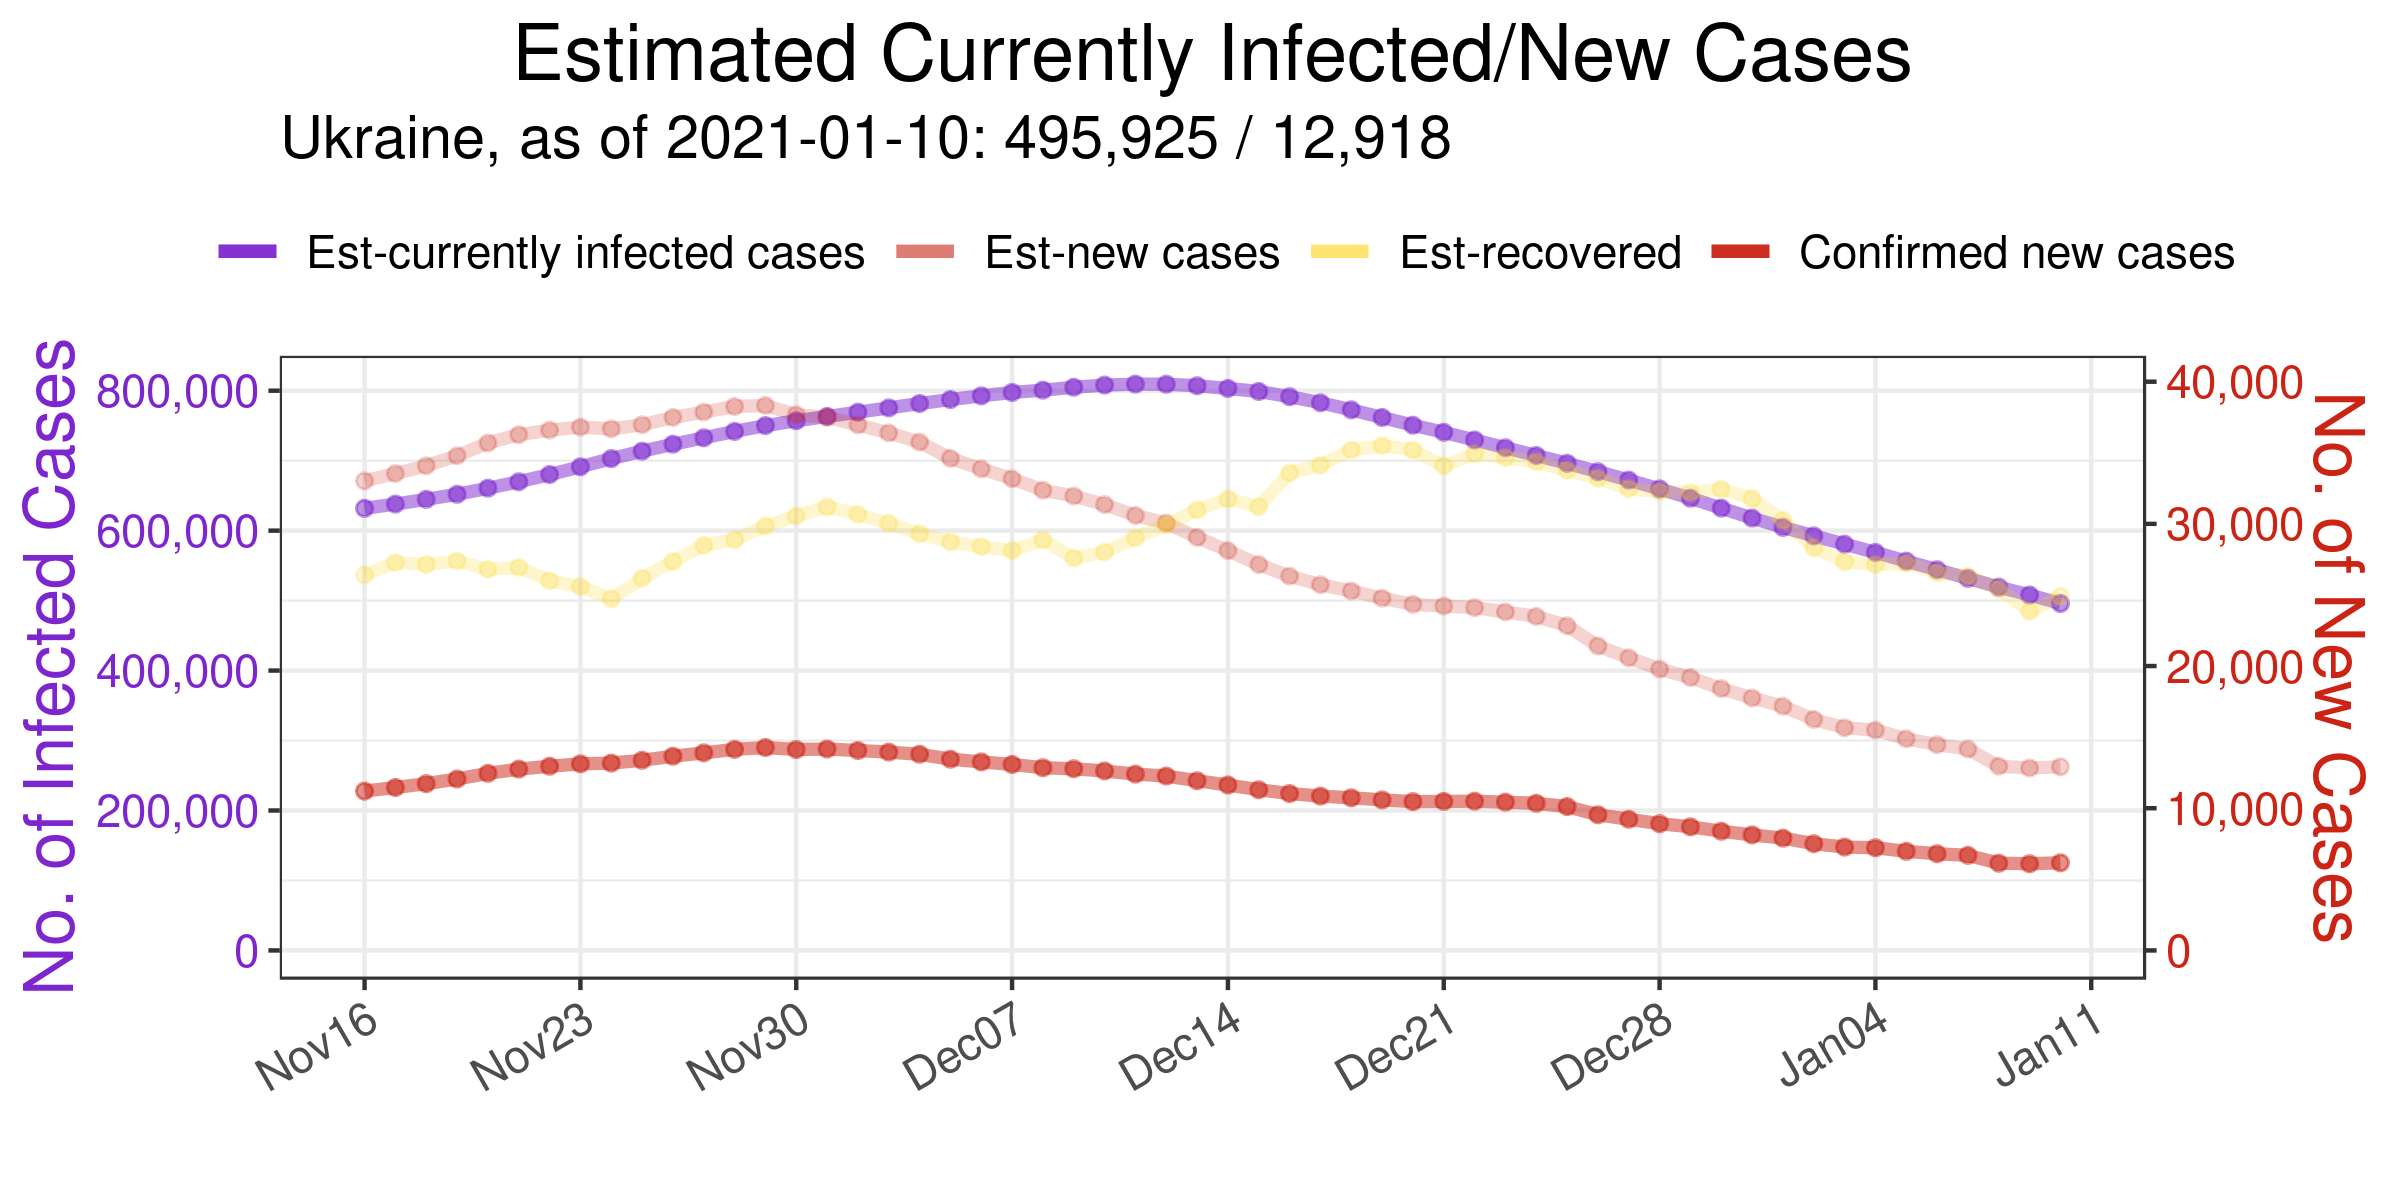 Estimated Currently Infected/New Cases
Ukraine, as of 2021-01-10: 495,925 / 12,918
Est-currently infected cases Est-new cases Est-recovered Confirmed new cases
No. of Infected Cases
800,000
600,000
400,000
200,000
0
40,000
30,000
20,000
10,000
0
No. of New Cases
Nov16 Nov23 Nov30 Dec07 Dec14 Dec21 Dec28 Jan04 Jan11